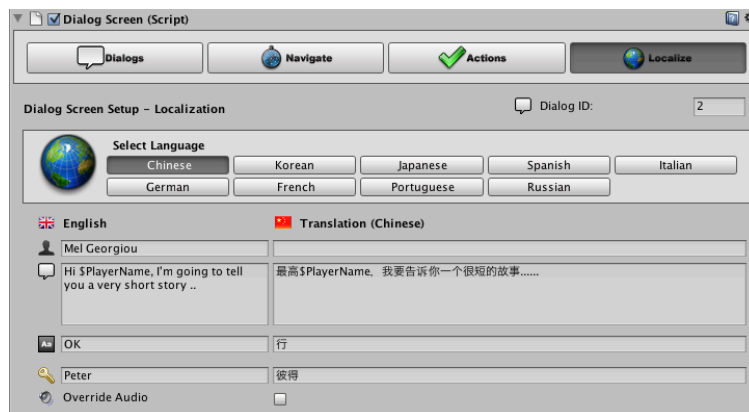 Dialog Screen (Script)
Dialogs Navigate Actions Localize
Dialog Screen Setup - Localization Dialog ID: 2
Select Language
Chinese Korean Japanese Spanish Italian
German French Portuguese Russian
English Translation (Chinese)
Mel Georgiou
Hi $PlayerName, I'm going to tell 最高$PlayerName，我要告诉你一个很短的故事......
you a very short story ..
Aa OK 行
Peter 彼得
Override Audio